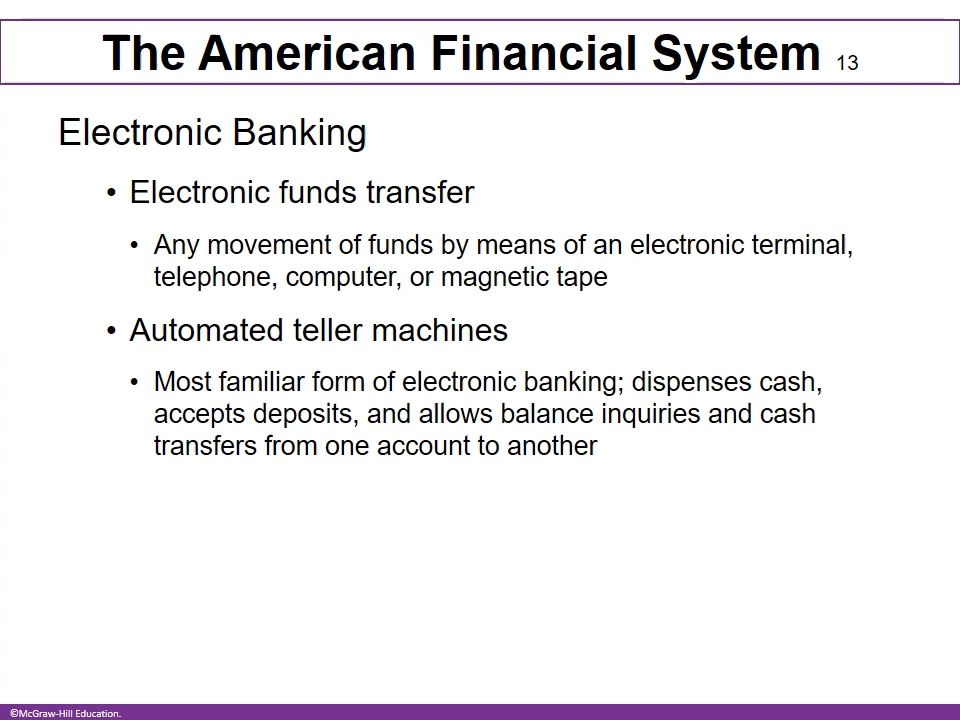 The American Financial System 13
Electronic Banking
• Electronic funds transfer
• Any movement of funds by means of an electronic terminal,
telephone, computer, or magnetic tape
• Automated teller machines
• Most familiar form of electronic banking; dispenses cash,
accepts deposits, and allows balance inquiries and cash
transfers from one account to another
©McGraw-Hill Education.